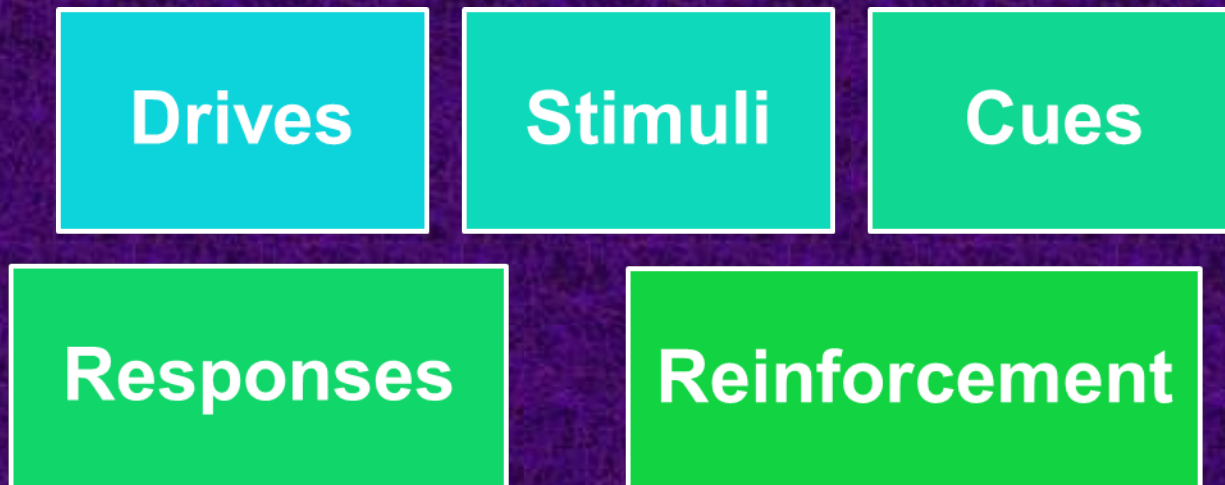 Drives
Stimuli
Cues
Responses
Reinforcement